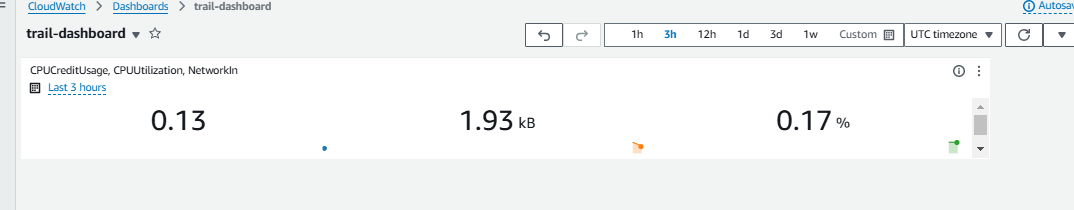 CloudWatch > Dashboards > trail-dashboard
Autosav
trail-dashboard
1h 3h 12h 1d 3d 1w Custom UTC timezone
CPUCreditUsage, CPUUtilization, NetworkIn
Last 3 hours
0.13 1.93 kB 0.17 %